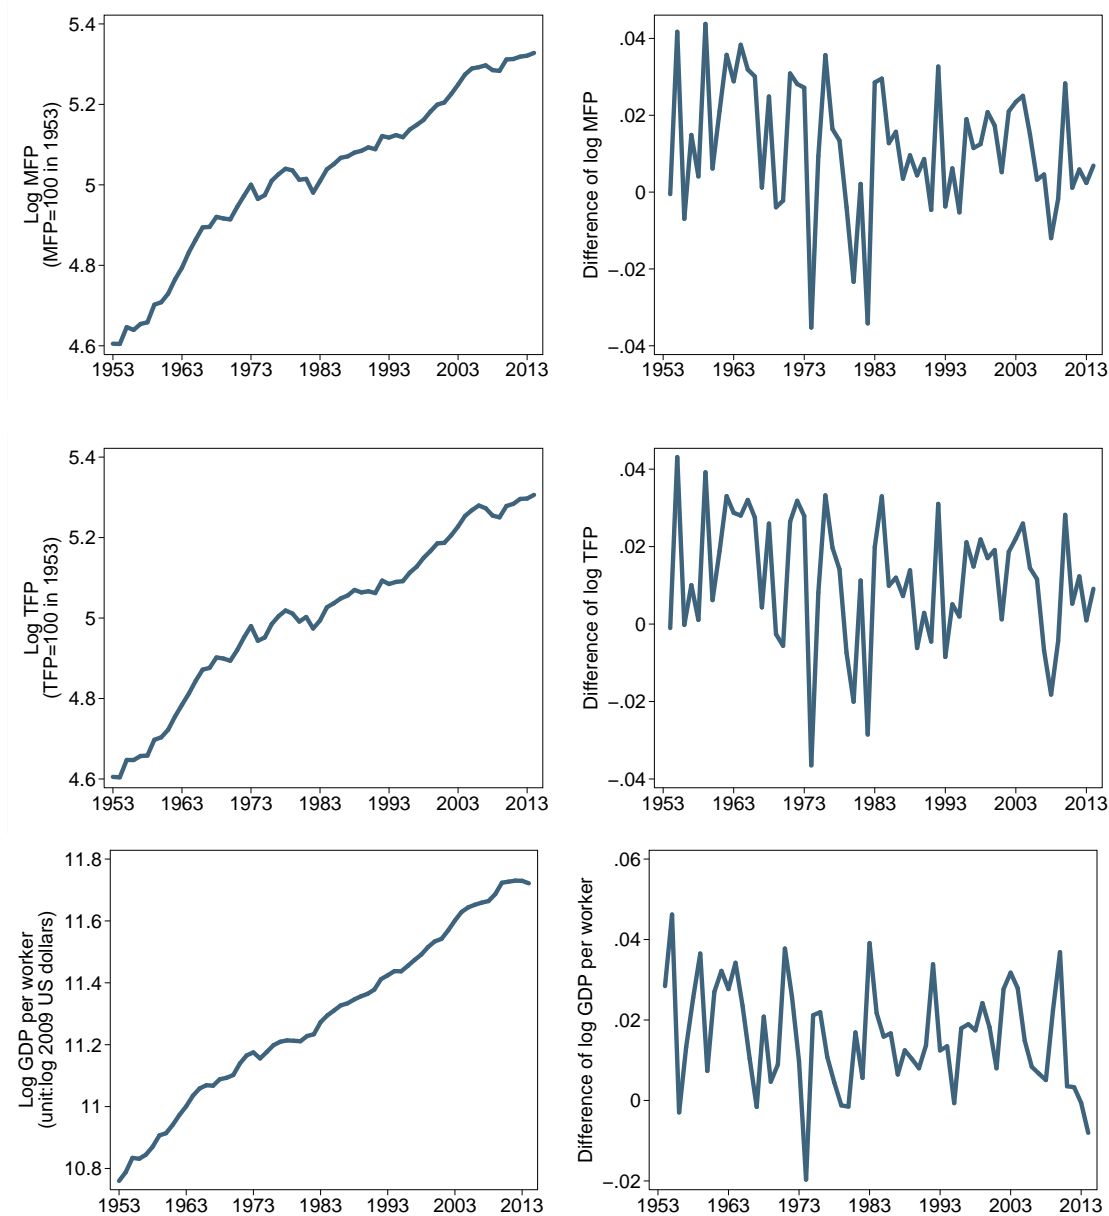 Log MFP
(MFP=100 in 1953)
5.4
5.2
5
4.8
4.6
1953 1963 1973 1983 1993 2003 2013
Difference of log MFP
.04
.02
0
−.02
−.04
1953 1963 1973 1983 1993 2003 2013
Log TFP
(TFP=100 in 1953)
5.4
5.2
5
4.8
4.6
1953 1963 1973 1983 1993 2003 2013
Difference of log TFP
.04
.02
0
−.02
−.04
1953 1963 1973 1983 1993 2003 2013
Log GDP per worker
(unit:log 2009 US dollars)
11.8
11.6
11.4
11.2
11
10.8
1953 1963 1973 1983 1993 2003 2013
Difference of log GDP per worker
.06
.04
.02
0
−.02
1953 1963 1973 1983 1993 2003 2013